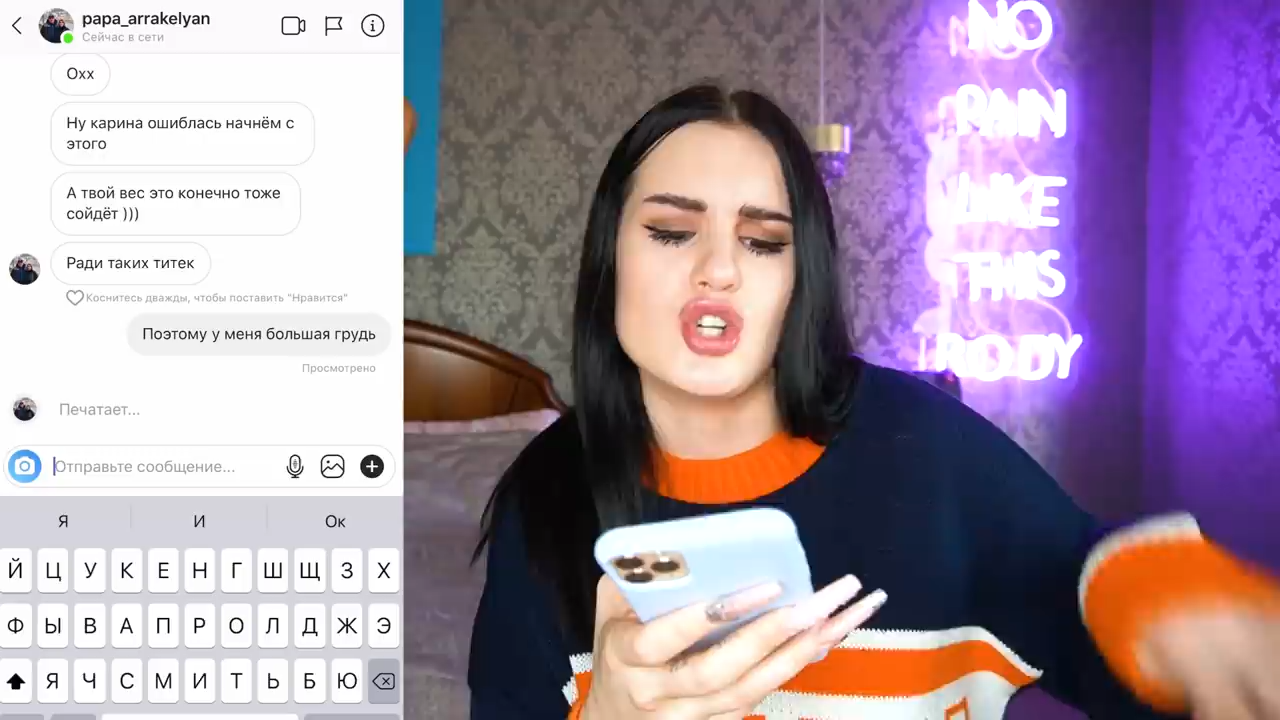 papa_arrakelyan
Сейчас в сети
Охх
Ну карина ошиблась начнём с
этого
А твой вес это конечно тоже
сойдёт )))
Ради таких титек
Коснитесь дважды, чтобы поставить "Нравится"
Поэтому у меня большая грудь
Просмотрено
Печатает...
Отправьте сообщение...
Я И Ок
Й Ц У К Е Н Г Ш Щ З Х
Ф Ы В А П Р О Л Д Ж Э
Я Ч С М И Т Ь Б Ю
NO
PAIN
LIKE
THIS
BODY